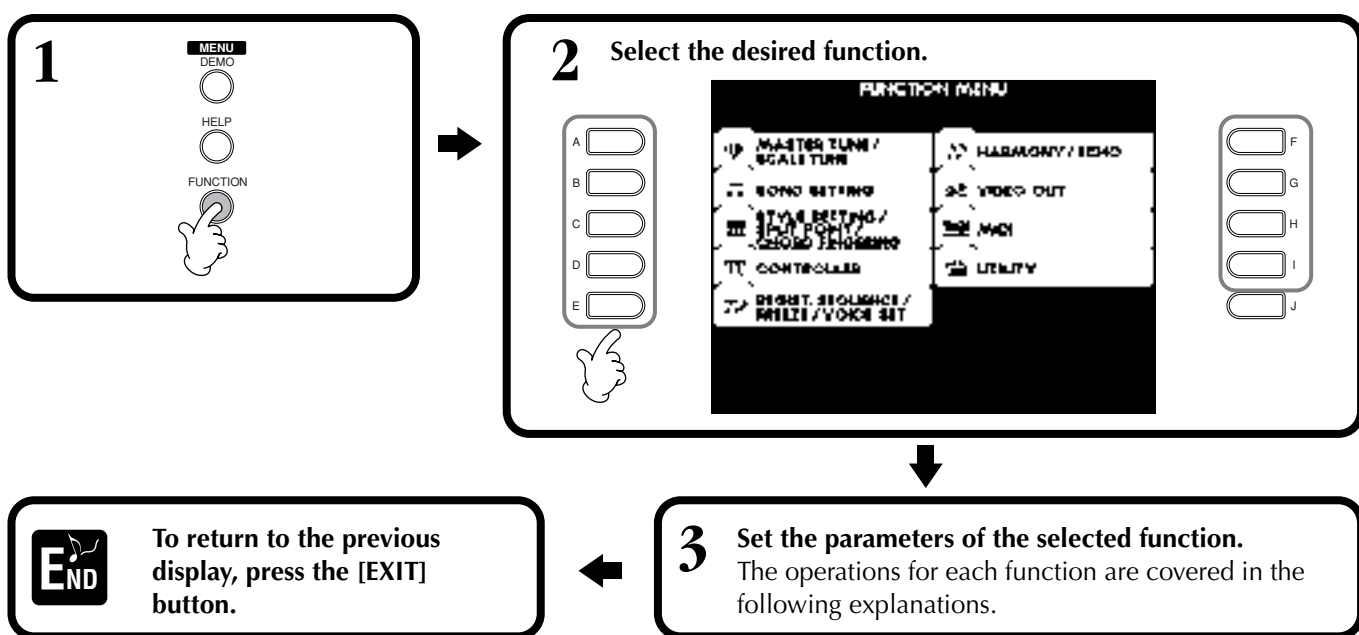 1
MENU
DEMO
HELP
FUNCTION
2 Select the desired function.
FUNCTION MENU
A
B
C
D
E
MASTER TUNE /
SCALE TUNE
SONG SETTING
STYLE SETTING /
SPLIT POINT /
CHORD FINGERING
CONTROLLER
REGIST. SEQUENCE /
FREEZE / VOICE SET
HARMONY / ECHO
VIDEO OUT
MIDI
UTILITY
F
G
H
I
J
3 Set the parameters of the selected function.
The operations for each function are covered in the
following explanations.
END
To return to the previous
display, press the [EXIT]
button.